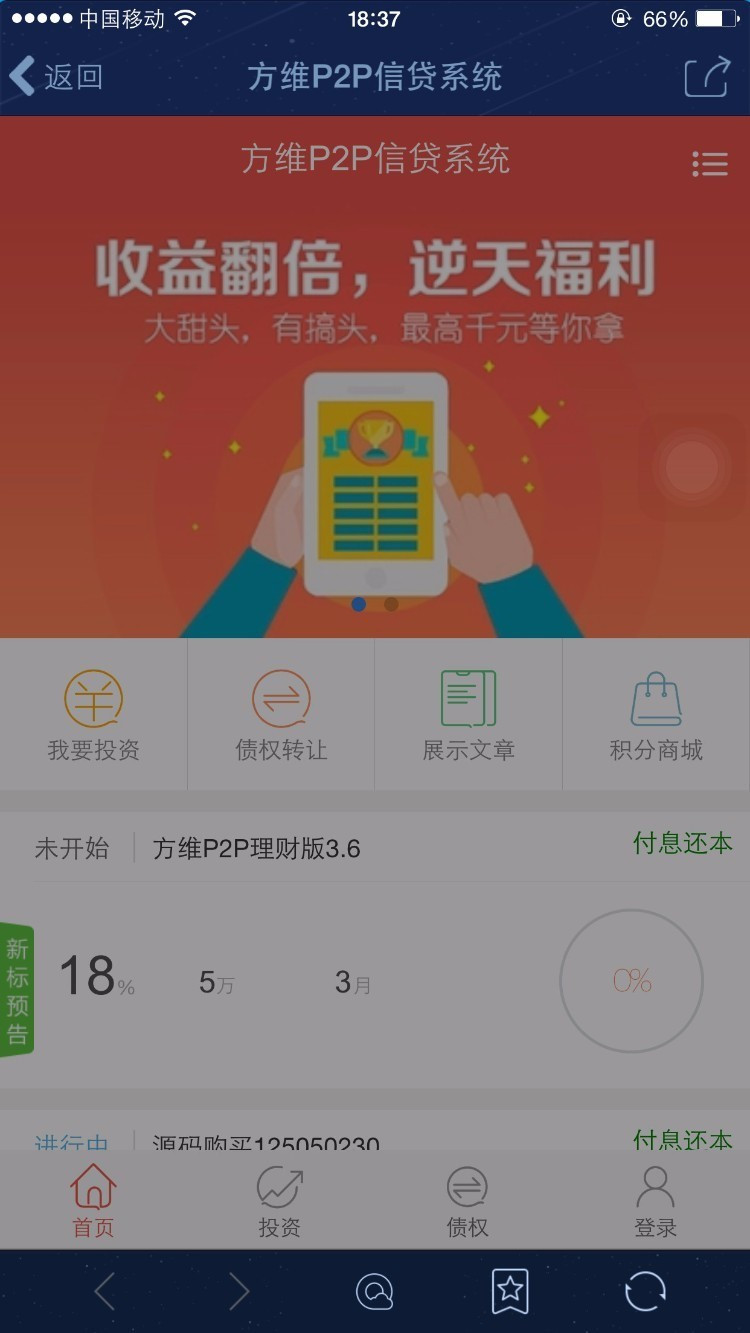 中国移动 18:37 66%
返回 方维P2P信贷系统
方维P2P信贷系统
收益翻倍，逆天福利
大甜头，有搞头，最高千元等你拿
我要投资 债权转让 展示文章 积分商城
未开始 方维P2P理财版3.6 付息还本
新标预告
18% 5万 3月 0%
进行中 源码购买125050230 付息还本
首页 投资 债权 登录